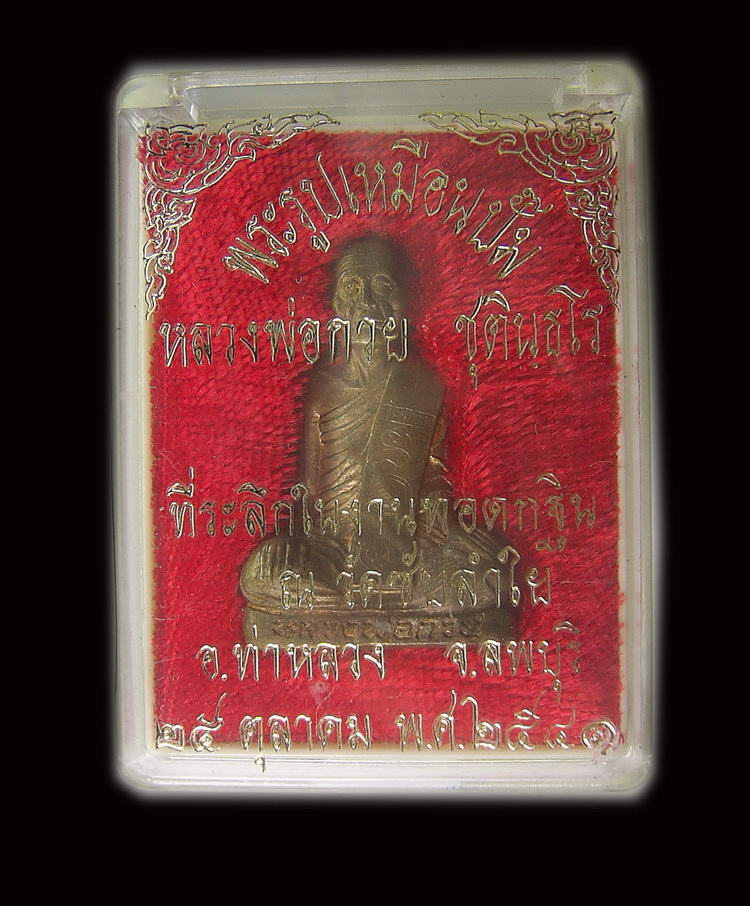 พระรูปเหมือนปั๊ม
หลวงพ่อกวย ชุตินฺธโร
ที่ระลึกในงานทอดกฐิน
ณ วัดซับลำใย
อ.ท่าหลวง จ.ลพบุรี
๒๕ ตุลาคม พ.ศ.๒๕๔๑